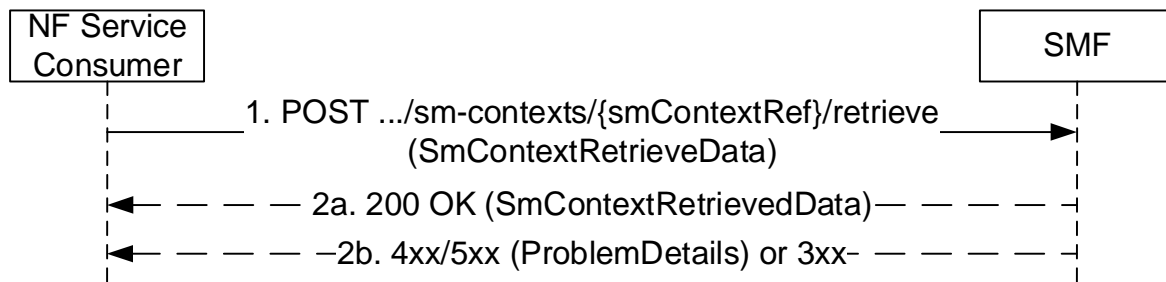 NF Service
Consumer
SMF
1. POST .../sm-contexts/{smContextRef}/retrieve
(SmContextRetrieveData)
2a. 200 OK (SmContextRetrievedData)
2b. 4xx/5xx (ProblemDetails) or 3xx